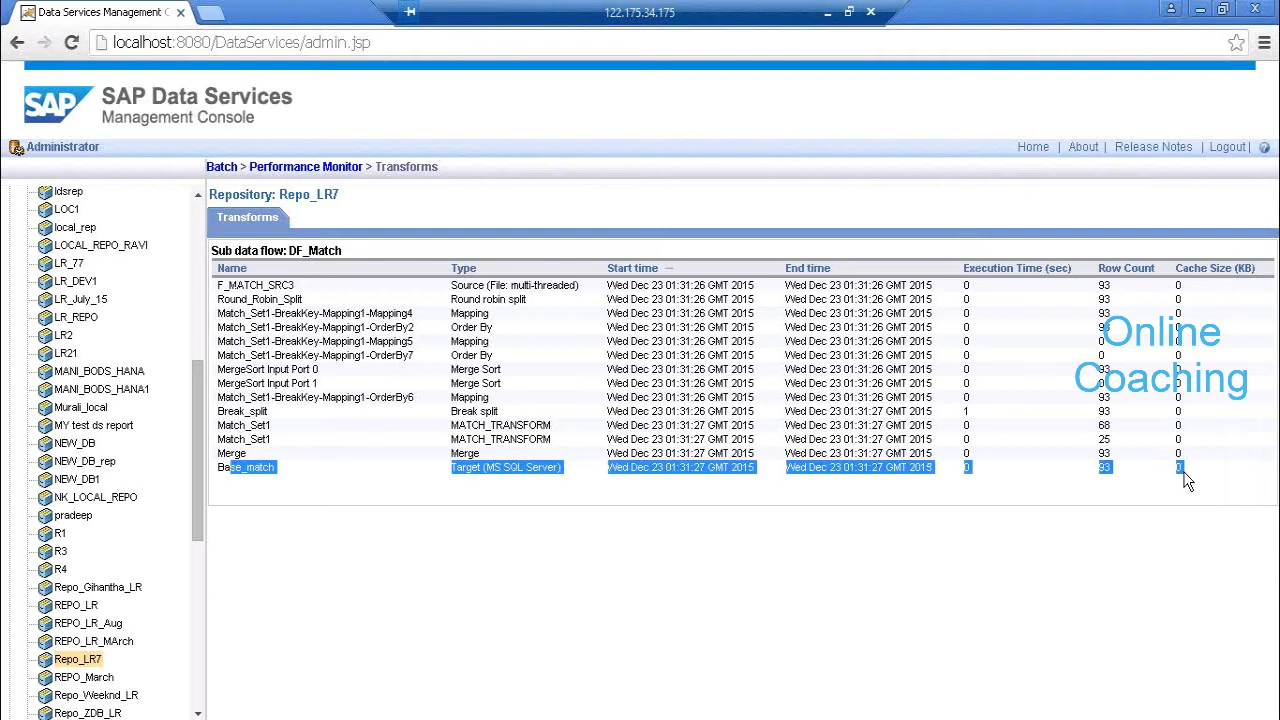 Data Services Management C
122.175.34.175
localhost:8080/DataServices/admin.jsp
SAP SAP Data Services
Management Console
Administrator
Home | About | Release Notes | Logout |
Batch > Performance Monitor > Transforms
Repository: Repo_LR7
Transforms
Sub data flow: DF_Match
Name Type Start time End time Execution Time (sec) Row Count Cache Size (KB)
F_MATCH_SRC3 Source (File: multi-threaded) Wed Dec 23 01:31:26 GMT 2015 Wed Dec 23 01:31:26 GMT 2015 0 93 0
Round_Robin_Split Round robin split Wed Dec 23 01:31:26 GMT 2015 Wed Dec 23 01:31:26 GMT 2015 0 93 0
Match_Set1-BreakKey-Mapping1-Mapping4 Mapping Wed Dec 23 01:31:26 GMT 2015 Wed Dec 23 01:31:26 GMT 2015 0 93 0
Match_Set1-BreakKey-Mapping1-OrderBy2 Order By Wed Dec 23 01:31:26 GMT 2015 Wed Dec 23 01:31:26 GMT 2015 0
Match_Set1-BreakKey-Mapping1-Mapping5 Mapping Wed Dec 23 01:31:26 GMT 2015 Wed Dec 23 01:31:26 GMT 2015 0
Match_Set1-BreakKey-Mapping1-OrderBy7 Order By Wed Dec 23 01:31:26 GMT 2015 Wed Dec 23 01:31:26 GMT 2015 0 0 0
MergeSort Input Port 0 Merge Sort Wed Dec 23 01:31:26 GMT 2015 Wed Dec 23 01:31:26 GMT 2015 0
MergeSort Input Port 1 Merge Sort Wed Dec 23 01:31:26 GMT 2015 Wed Dec 23 01:31:26 GMT 2015 0
Match_Set1-BreakKey-Mapping1-OrderBy6 Mapping Wed Dec 23 01:31:26 GMT 2015 Wed Dec 23 01:31:26 GMT 2015 0 93 0
Break_split Break split Wed Dec 23 01:31:26 GMT 2015 Wed Dec 23 01:31:27 GMT 2015 1 93 0
Match_Set1 MATCH_TRANSFORM Wed Dec 23 01:31:27 GMT 2015 Wed Dec 23 01:31:27 GMT 2015 0 68 0
Match_Set1 MATCH_TRANSFORM Wed Dec 23 01:31:27 GMT 2015 Wed Dec 23 01:31:27 GMT 2015 0 25 0
Merge Merge Wed Dec 23 01:31:27 GMT 2015 Wed Dec 23 01:31:27 GMT 2015 0 93 0
Base_match Target (MS SQL Server) Wed Dec 23 01:31:27 GMT 2015 Wed Dec 23 01:31:27 GMT 2015 0 93 0
Online
Coaching
ldsrep
LOC1
local_rep
LOCAL_REPO_RAVI
LR_77
LR_DEV1
LR_July_15
LR_REPO
LR2
LR21
MANI_BODS_HANA
MANI_BODS_HANA1
Murali_local
MY test ds report
NEW_DB
NEW_DB_rep
NEW_DB1
NK_LOCAL_REPO
pradeep
R1
R3
R4
Repo_Gihantha_LR
REPO_LR
REPO_LR_Aug
REPO_LR_MArch
Repo_LR7
REPO_March
Repo_Weeknd_LR
Repo_ZDB_LR